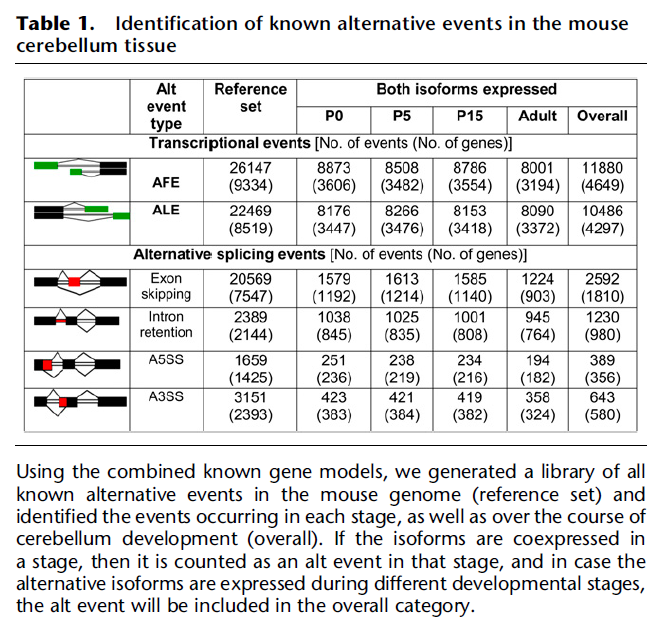 Table 1. Identification of known alternative events in the mouse
cerebellum tissue
Alt event type Reference set Both isoforms expressed
P0 P5 P15 Adult Overall
Transcriptional events [No. of events (No. of genes)]
AFE 26147 (9334) 8873 (3606) 8508 (3482) 8786 (3554) 8001 (3194) 11880 (4649)
ALE 22469 (8519) 8176 (3447) 8266 (3476) 8153 (3418) 8090 (3372) 10486 (4297)
Alternative splicing events [No. of events (No. of genes)]
Exon skipping 20569 (7547) 1579 (1192) 1613 (1214) 1585 (1140) 1224 (903) 2592 (1810)
Intron retention 2389 (2144) 1038 (845) 1025 (835) 1001 (808) 945 (764) 1230 (980)
A5SS 1659 (1425) 251 (236) 238 (219) 234 (216) 194 (182) 389 (356)
A3SS 3151 (2393) 423 (383) 421 (384) 419 (382) 358 (324) 643 (580)
Using the combined known gene models, we generated a library of all
known alternative events in the mouse genome (reference set) and
identified the events occurring in each stage, as well as over the course of
cerebellum development (overall). If the isoforms are coexpressed in
a stage, then it is counted as an alt event in that stage, and in case the
alternative isoforms are expressed during different developmental stages,
the alt event will be included in the overall category.